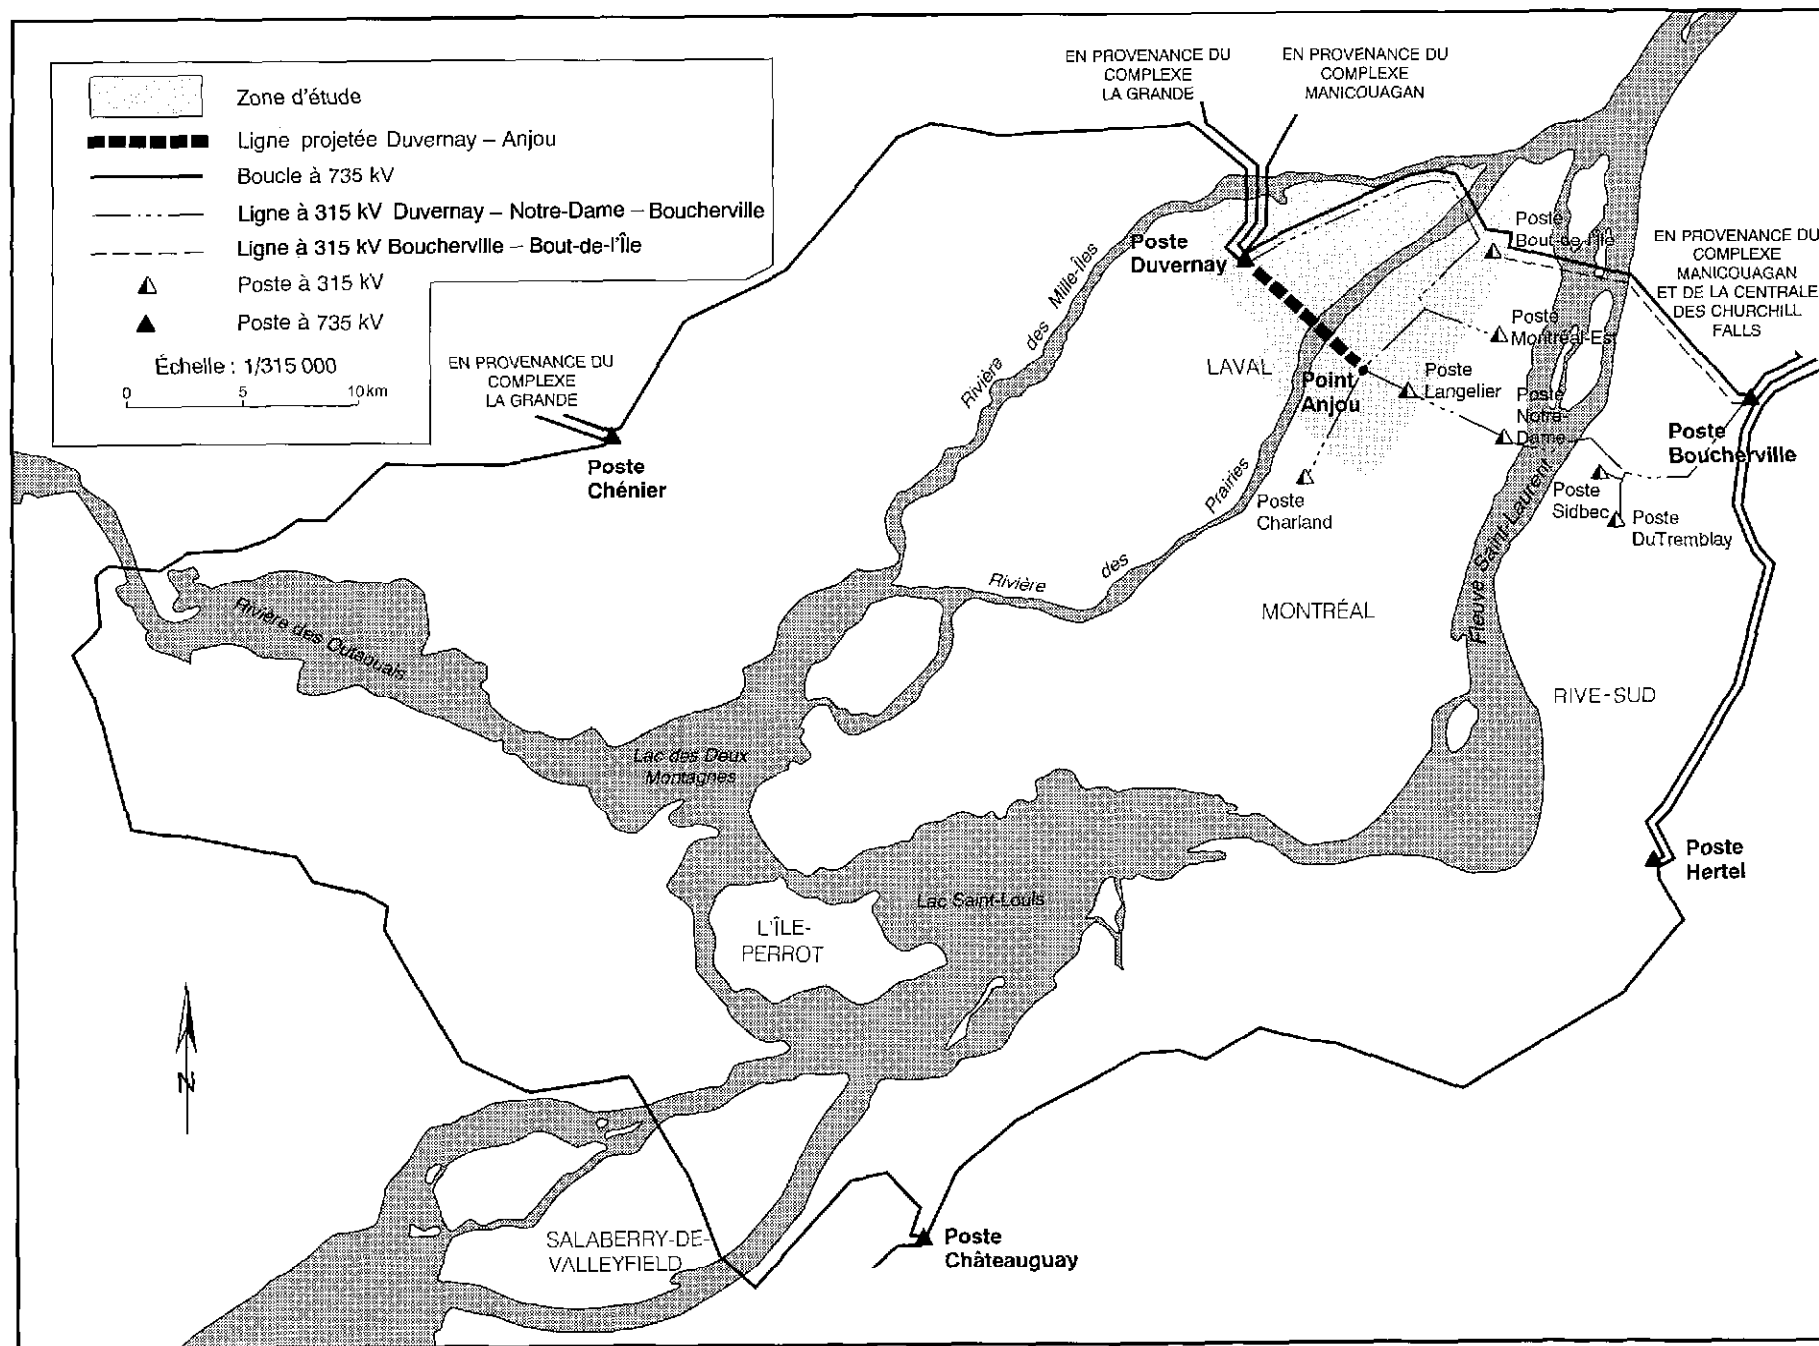 Zone d'étude
Ligne projetée Duvernay – Anjou
Boucle à 735 kV
Ligne à 315 kV Duvernay – Notre-Dame – Boucherville
Ligne à 315 kV Boucherville – Bout-de-l'Île
Poste à 315 kV
Poste à 735 kV
Échelle : 1/315 000
0 5 10 km
EN PROVENANCE DU
COMPLEXE
LA GRANDE
EN PROVENANCE DU
COMPLEXE
MANICOUAGAN
EN PROVENANCE DU
COMPLEXE
LA GRANDE
EN PROVENANCE DU
COMPLEXE
MANICOUAGAN
ET DE LA CENTRALE
DES CHURCHILL
FALLS
Poste
Duvernay
Poste
Bout-de-l'Île
Poste
Montréal-Est
Poste
Langelier
Poste
Notre-
Dame
Point
Anjou
LAVAL
Poste
Charland
Poste
Boucherville
Poste
Sidbec
Poste
DuTremblay
Poste
Chénier
Rivière des Mille-Îles
Rivière des Prairies
Fleuve Saint-Laurent
MONTRÉAL
RIVE-SUD
Rivière des Outaouais
Lac des Deux
Montagnes
Poste
Hertel
Lac Saint-Louis
L'ÎLE-
PERROT
N
SALABERRY-DE-
VALLEYFIELD
Poste
Châteauguay